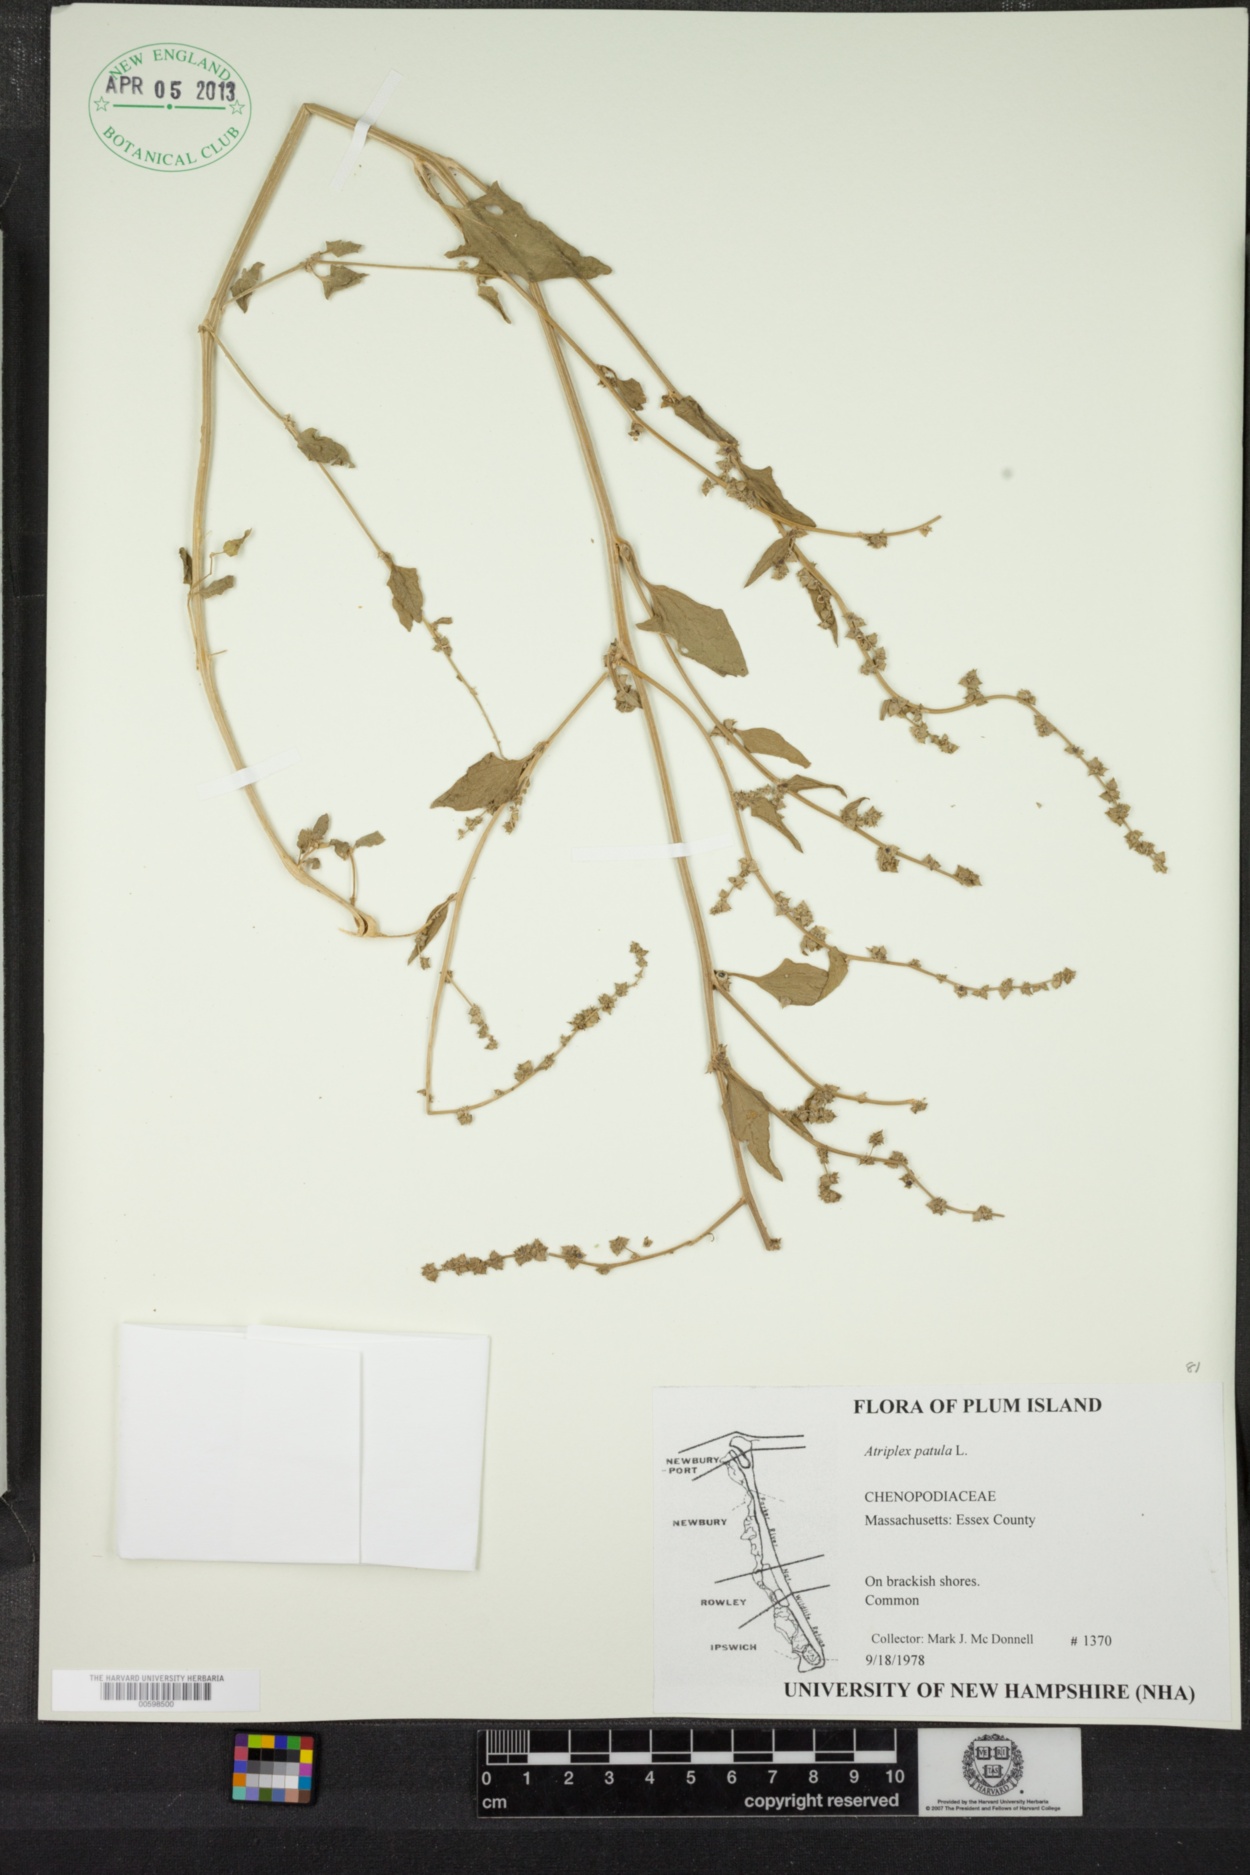 NEW ENGLAND
APR 05 2013
BOTANICAL CLUB
81
FLORA OF PLUM ISLAND
Atriplex patula L.
CHENOPODIACEAE
Massachusetts: Essex County
On brackish shores.
Common
Collector: Mark J. Mc Donnell # 1370
9/18/1978
UNIVERSITY OF NEW HAMPSHIRE (NHA)
NEWBURY
-PORT
NEWBURY
ROWLEY
IPSWICH
THE HARVARD UNIVERSITY HERBARIA
00598500
0 1 2 3 4 5 6 7 8 9 10
cm copyright reserved
HARVARD
Provided by the Harvard University Herbaria
© 2007 The President and Fellows of Harvard College